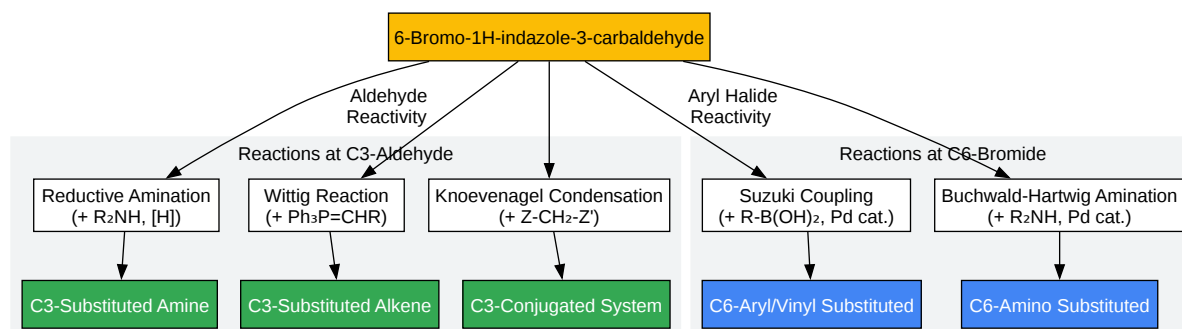 6-Bromo-1H-indazole-3-carbaldehyde
Aldehyde
Reactivity
Aryl Halide
Reactivity
Reactions at C3-Aldehyde
Reactions at C6-Bromide
Reductive Amination
(+ R₂NH, [H])
Wittig Reaction
(+ Ph₃P=CHR)
Knoevenagel Condensation
(+ Z-CH₂-Z')
Suzuki Coupling
(+ R-B(OH)₂, Pd cat.)
Buchwald-Hartwig Amination
(+ R₂NH, Pd cat.)
C3-Substituted Amine
C3-Substituted Alkene
C3-Conjugated System
C6-Aryl/Vinyl Substituted
C6-Amino Substituted